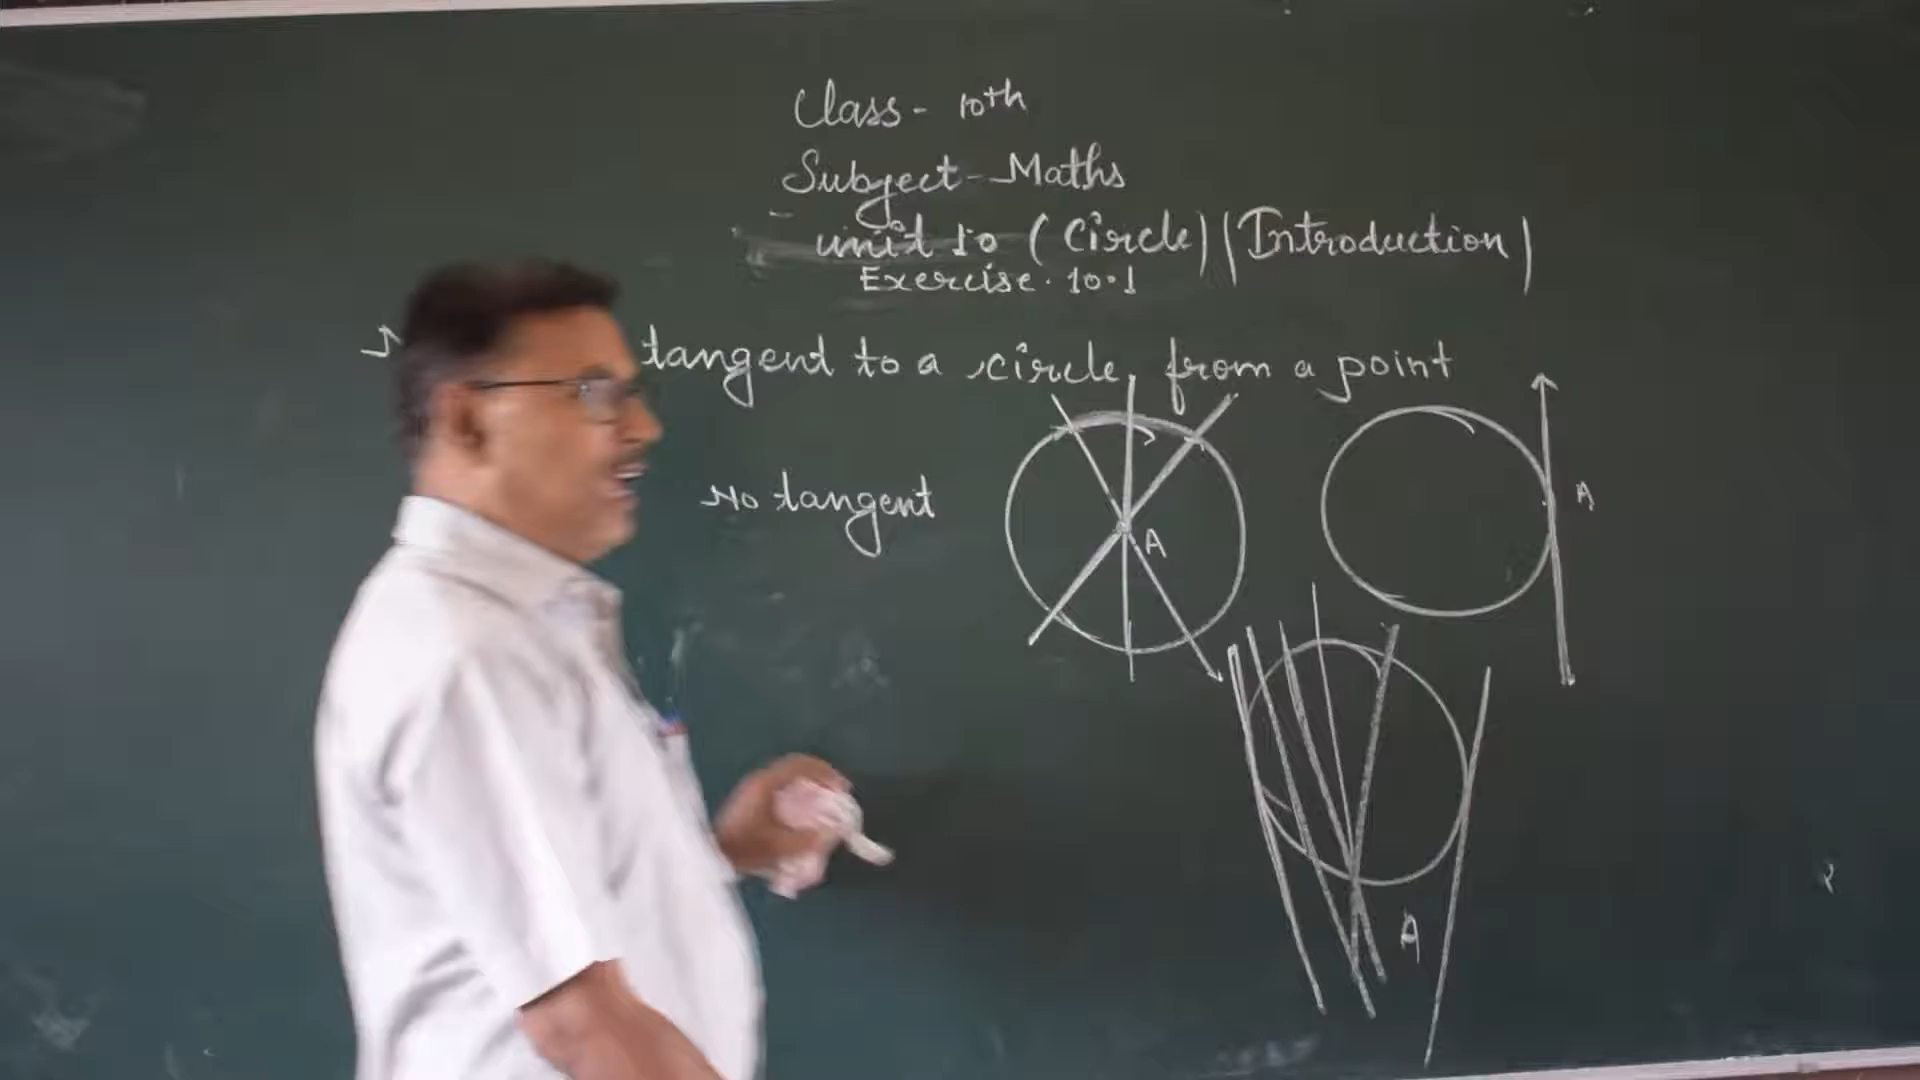 Class - 10th
Subject - Maths
unit 10 (Circle) (Introduction)
Exercise. 10.1
tangent to a circle, from a point
No tangent
A
A
A